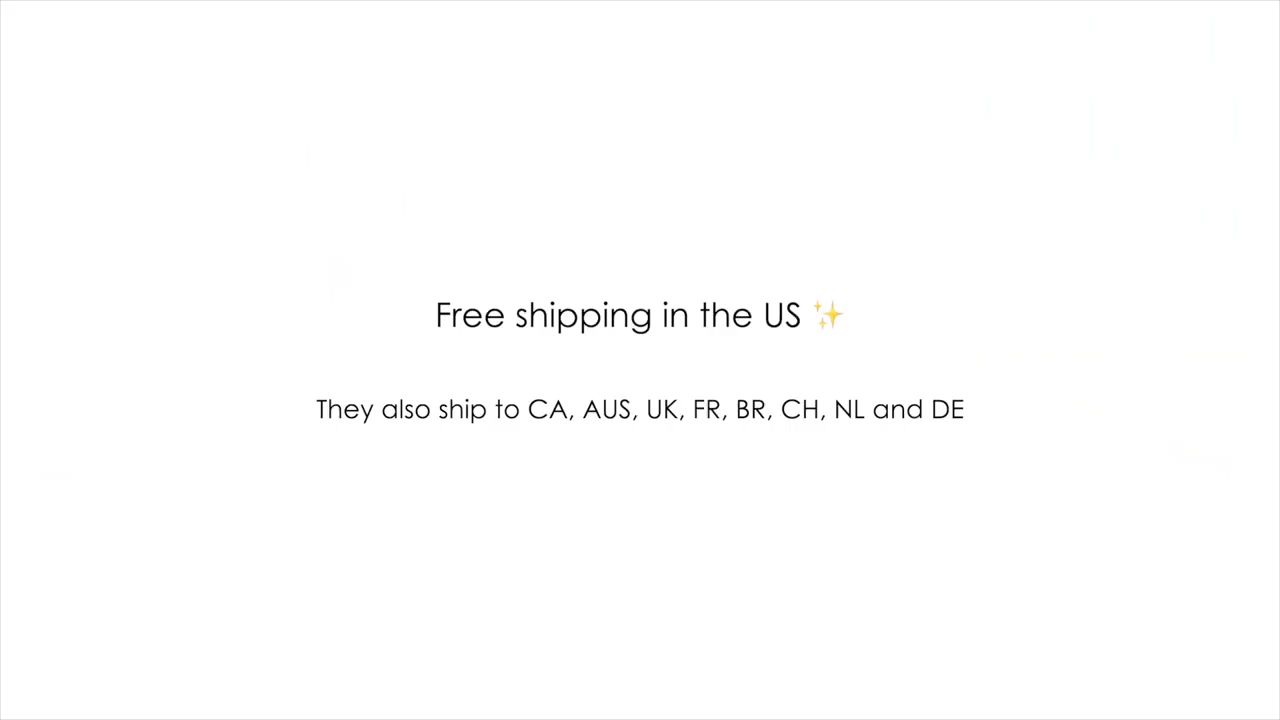 Free shipping in the US ✨
They also ship to CA, AUS, UK, FR, BR, CH, NL and DE